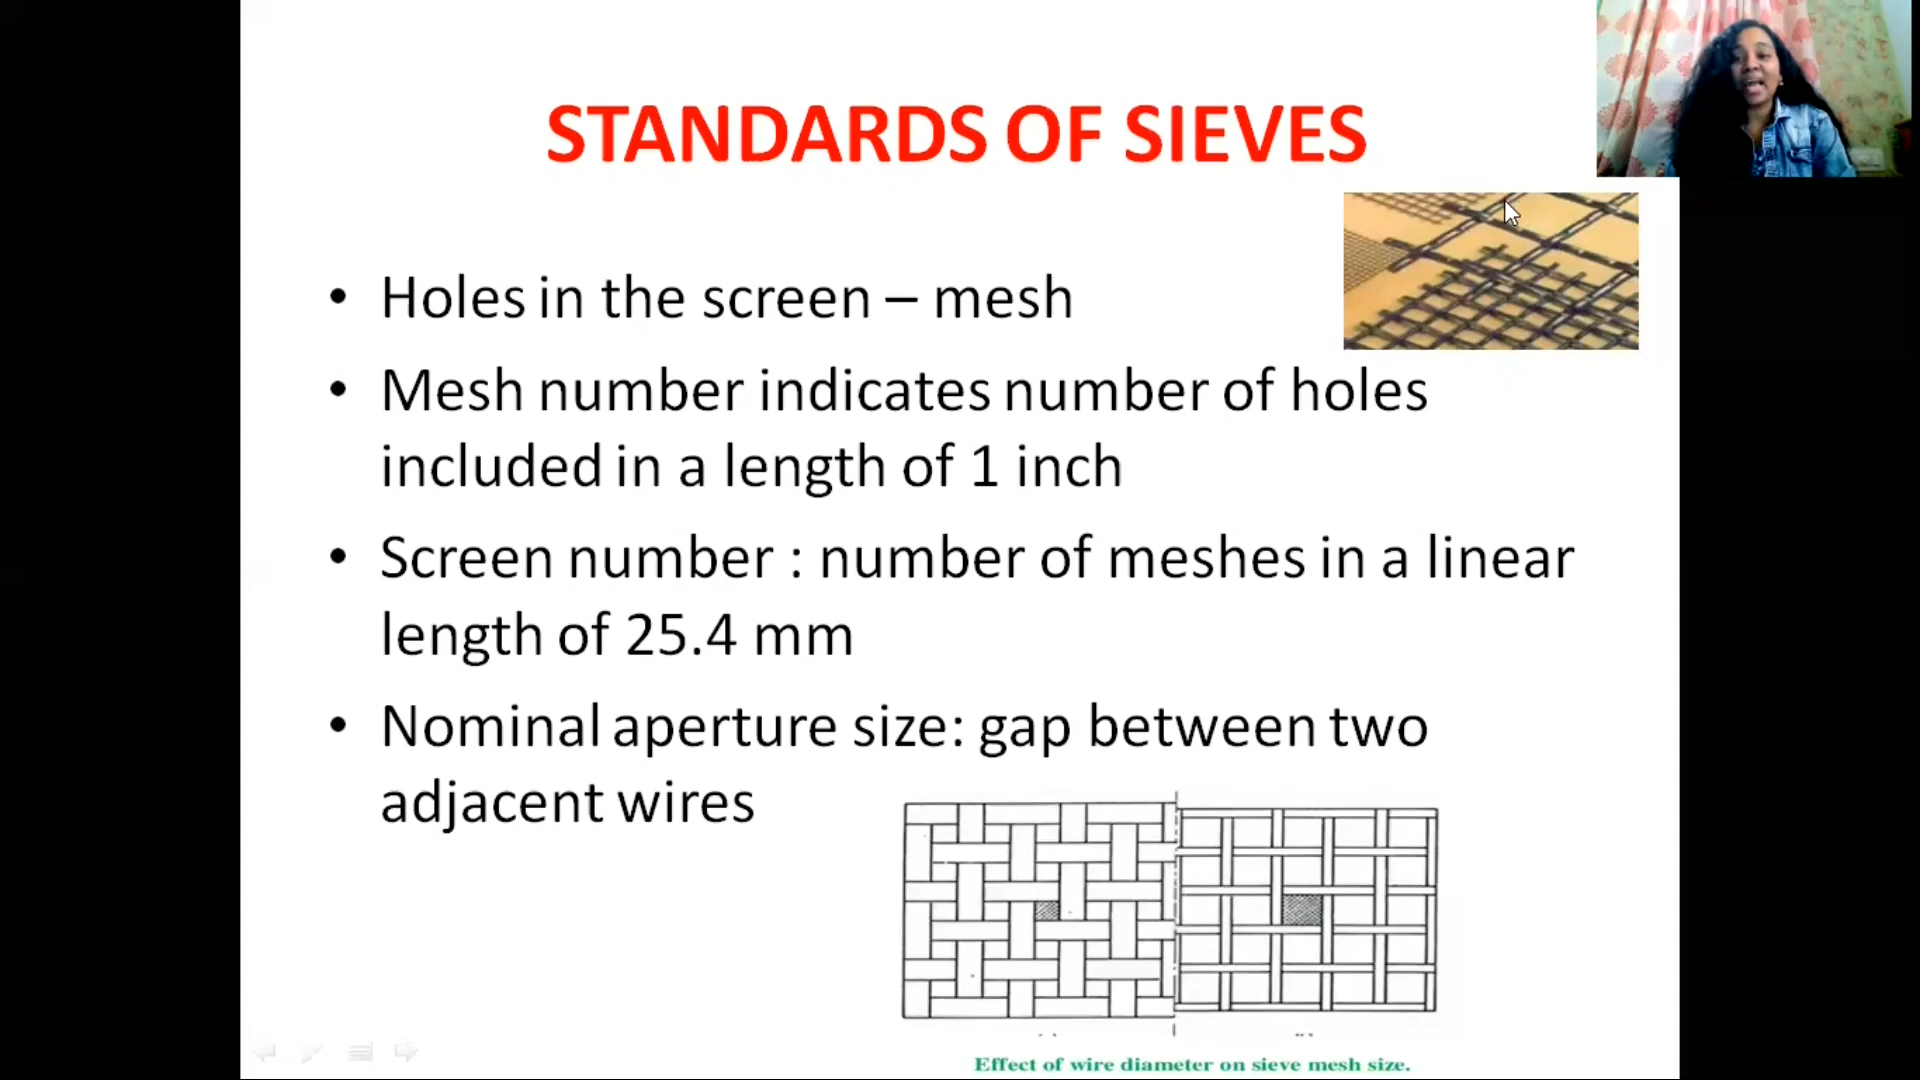 STANDARDS OF SIEVES
• Holes in the screen – mesh
• Mesh number indicates number of holes
included in a length of 1 inch
• Screen number : number of meshes in a linear
length of 25.4 mm
• Nominal aperture size: gap between two
adjacent wires
Effect of wire diameter on sieve mesh size.